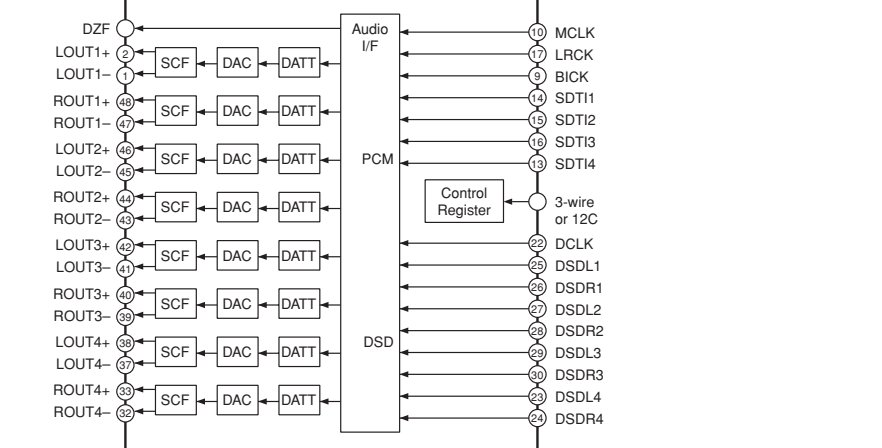 DZF
LOUT1+ 2
LOUT1– 1
ROUT1+ 48
ROUT1– 47
LOUT2+ 46
LOUT2– 45
ROUT2+ 44
ROUT2– 43
LOUT3+ 42
LOUT3– 41
ROUT3+ 40
ROUT3– 39
LOUT4+ 38
LOUT4– 37
ROUT4+ 33
ROUT4– 32
SCF DAC DATT
SCF DAC DATT
SCF DAC DATT
SCF DAC DATT
SCF DAC DATT
SCF DAC DATT
SCF DAC DATT
SCF DAC DATT
Audio
I/F
PCM
DSD
Control
Register
10 MCLK
17 LRCK
9 BICK
14 SDTI1
15 SDTI2
16 SDTI3
13 SDTI4
3-wire
or 12C
22 DCLK
25 DSDL1
26 DSDR1
27 DSDL2
28 DSDR2
29 DSDL3
30 DSDR3
23 DSDL4
24 DSDR4